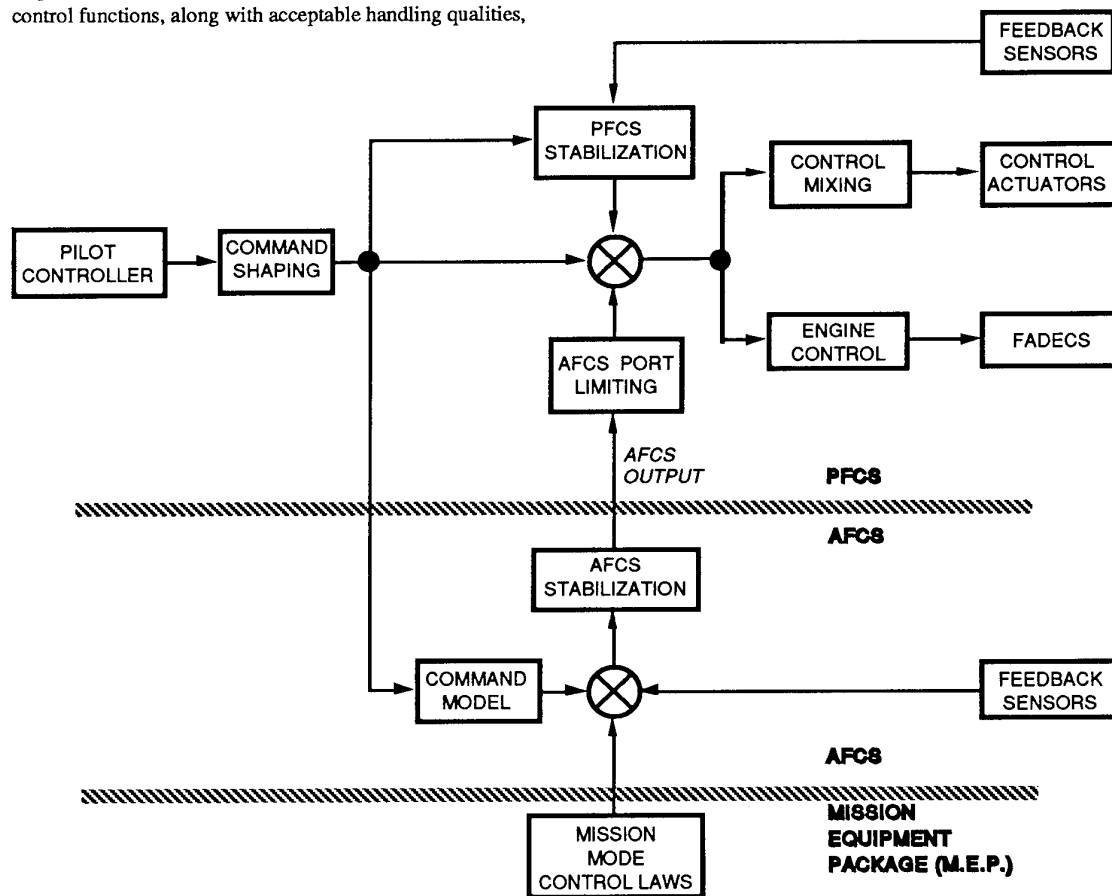 control functions, along with acceptable handling qualities,
FEEDBACK
SENSORS
PFCS
STABILIZATION
CONTROL
MIXING
CONTROL
ACTUATORS
PILOT
CONTROLLER
COMMAND
SHAPING
ENGINE
CONTROL
FADECS
AFCS PORT
LIMITING
AFCS
OUTPUT
PFCS
AFCS
AFCS
STABILIZATION
COMMAND
MODEL
FEEDBACK
SENSORS
AFCS
MISSION
EQUIPMENT
PACKAGE (M.E.P.)
MISSION
MODE
CONTROL LAWS